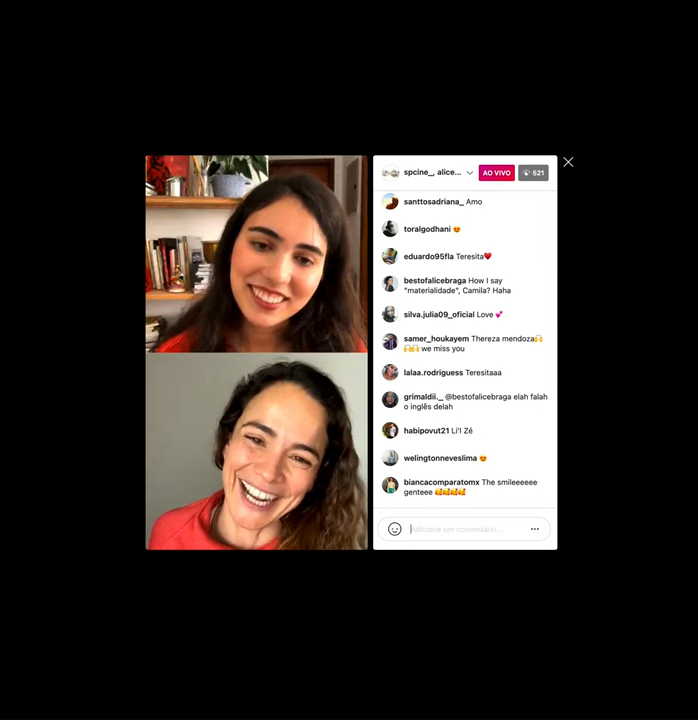 spcine_, alice...
AO VIVO
521
santtosadriana_ Amo
toralgodhani 😍
eduardo95fla Teresita❤️
bestofalicebraga How I say
"materialidade", Camila? Haha
silva.julia09_oficial Love 💕
samer_houkayem Thereza mendoza🙌
🙌🙌 we miss you
lalaa.rodriguess Teresitaaa
grimaldii._ @bestofalicebraga elah falah
o inglês delah
habipovut21 Li'l Zé
welingtonneveslima 😍
biancacomparatomx The smileeeeee
genteee 🥰🥰🥰🥰
Adicione um comentário...